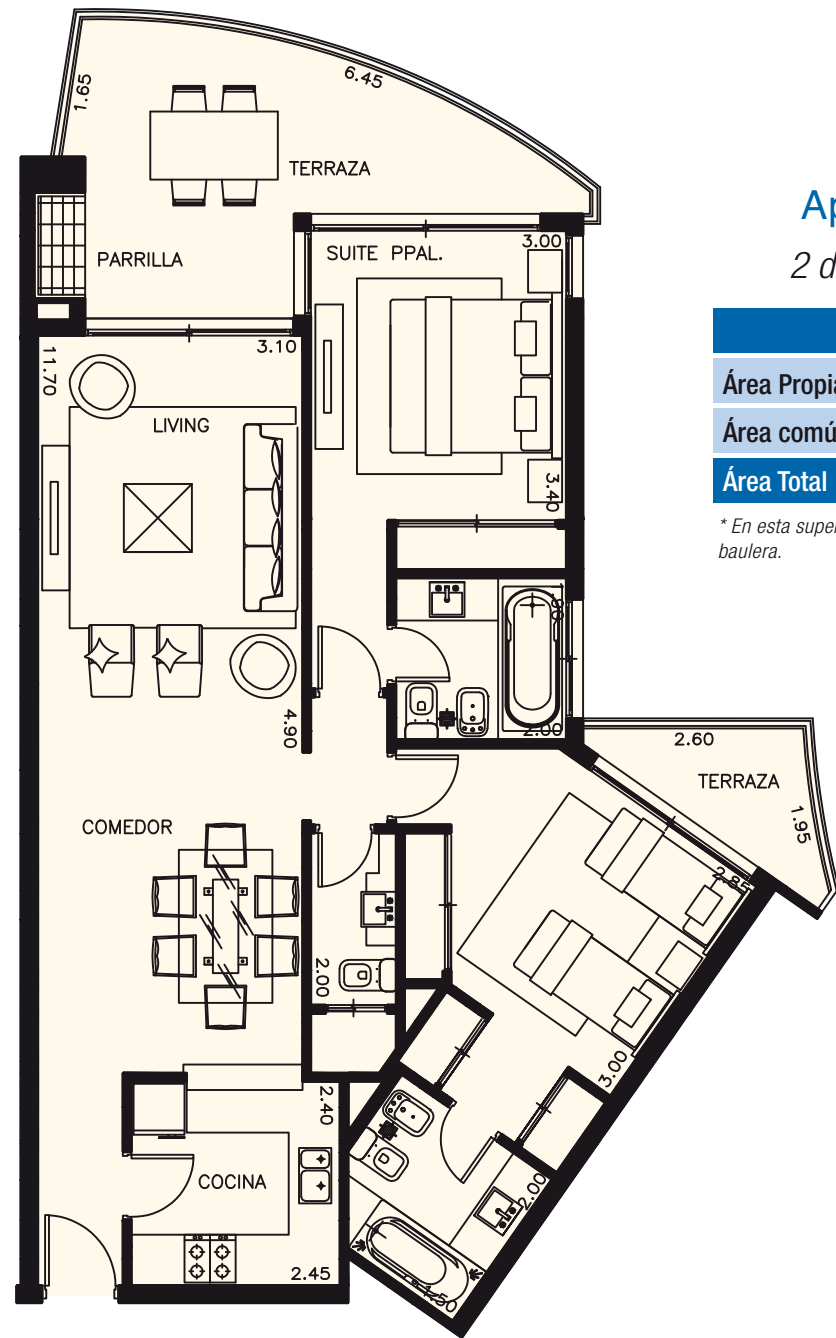 6.45
1.65
TERRAZA
PARRILLA
SUITE PPAL.
3.00
3.10
11.70
LIVING
3.40
1.80
2.00
4.90
2.60
TERRAZA
1.95
COMEDOR
2.85
2.00
3.00
2.40
COCINA
2.00
2.45
1.50
Ap
2 d
Área Propia
Área comú
Área Total
* En esta super
baulera.